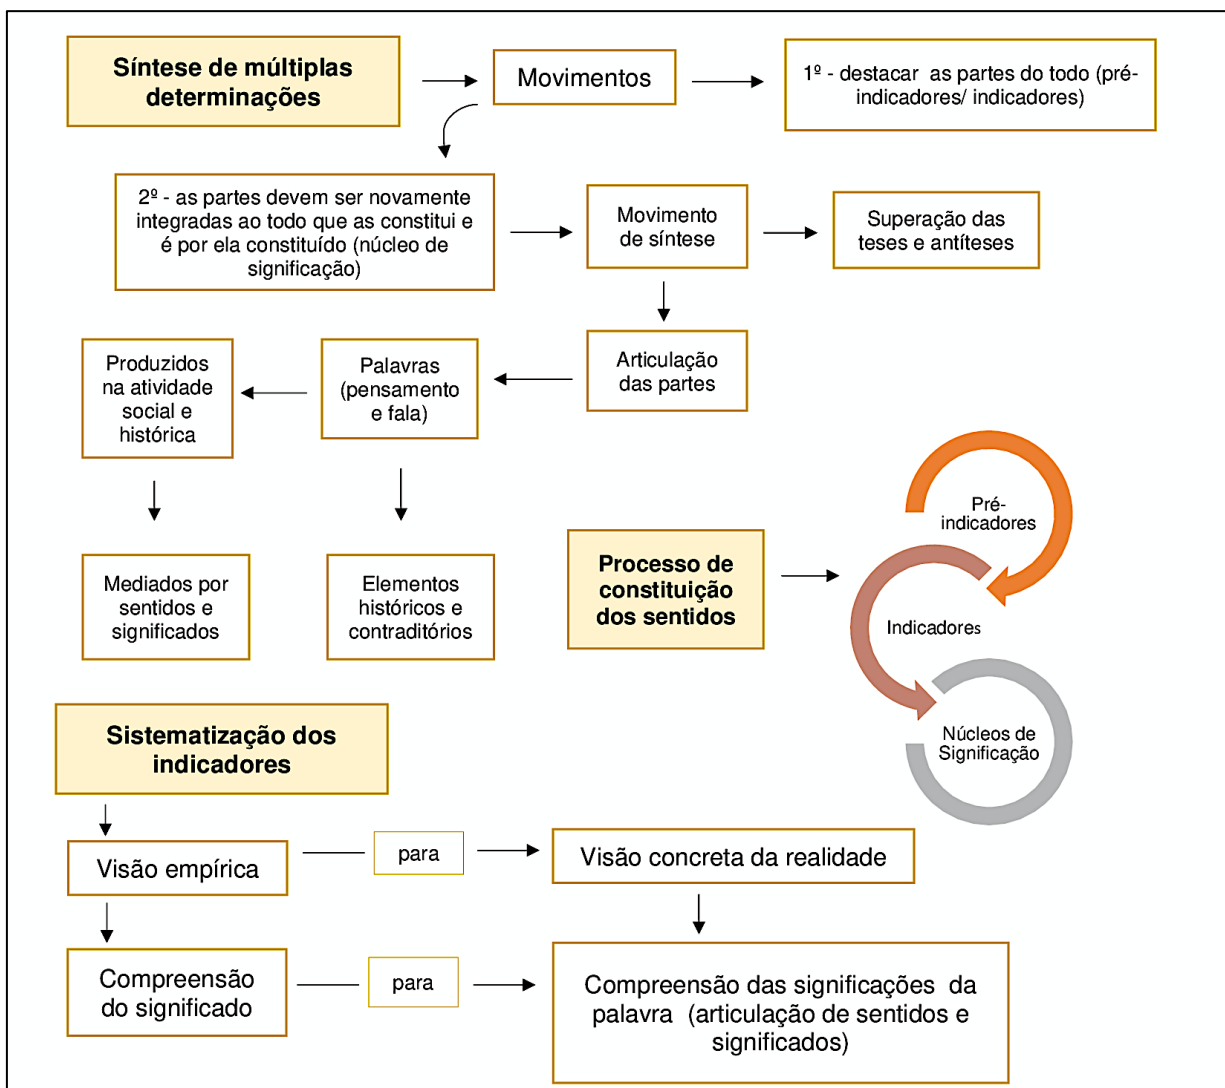 Síntese de múltiplas
determinações
Movimentos
1º - destacar as partes do todo (pré-
indicadores/ indicadores)
2º - as partes devem ser novamente
integradas ao todo que as constitui e
é por ela constituído (núcleo de
significação)
Movimento
de síntese
Superação das
teses e antíteses
Articulação
das partes
Palavras
(pensamento
e fala)
Produzidos
na atividade
social e
histórica
Mediados por
sentidos e
significados
Elementos
históricos e
contraditórios
Processo de
constituição
dos sentidos
Pré-
indicadores
Indicadores
Núcleos de
Significação
Sistematização dos
indicadores
Visão empírica
para
Visão concreta da realidade
Compreensão
do significado
para
Compreensão das significações da
palavra (articulação de sentidos e
significados)